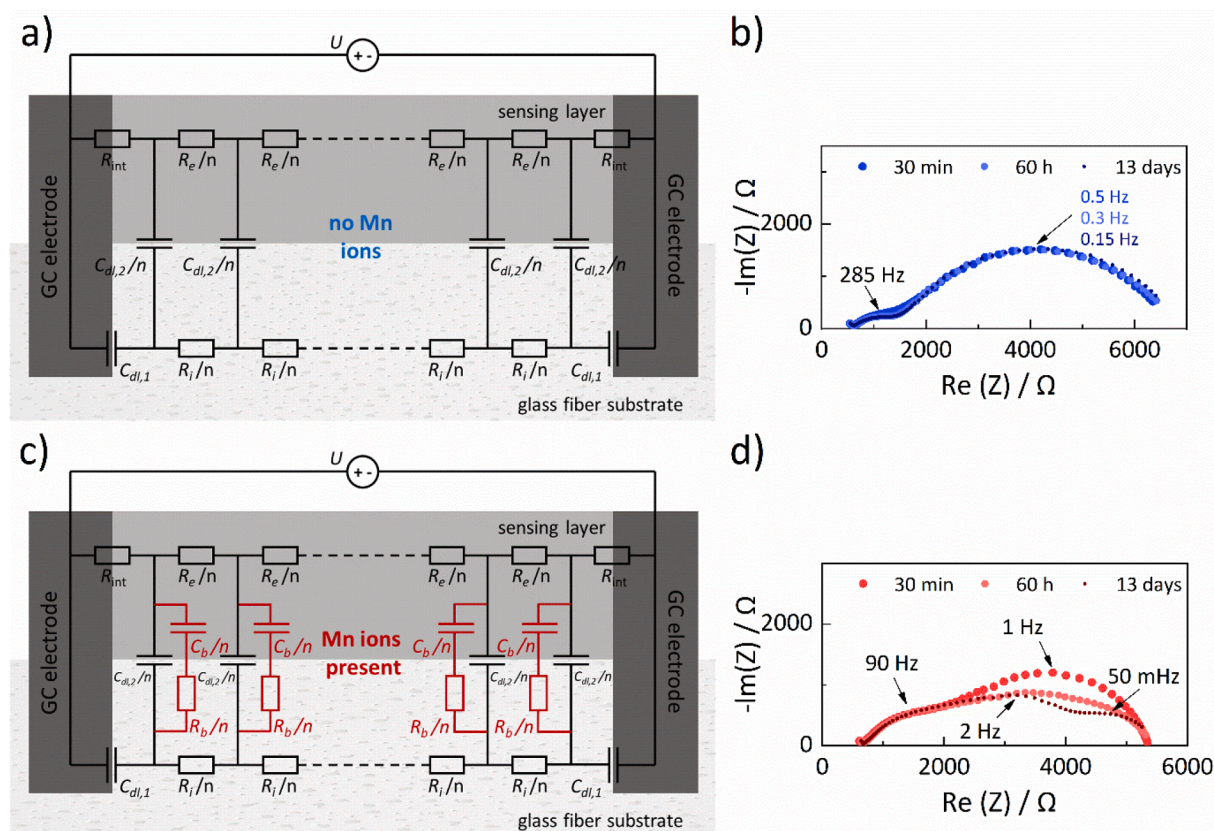 a)
U
sensing layer
R_int R_e/n R_e/n R_e/n R_e/n R_int
GC electrode
no Mn
ions
GC electrode
C_dl,2/n C_dl,2/n C_dl,2/n C_dl,2/n
C_dl,1 R_i/n R_i/n R_i/n R_i/n C_dl,1
glass fiber substrate
b)
30 min 60 h 13 days
0.5 Hz
0.3 Hz
0.15 Hz
285 Hz
-Im(Z) / Ω
2000
0
0 2000 4000 6000
Re (Z) / Ω
c)
U
sensing layer
R_int R_e/n R_e/n R_e/n R_e/n R_int
GC electrode
Mn ions
present
GC electrode
C_b/n C_b/n C_b/n C_b/n
C_dl,2/n C_dl,2/n C_dl,2/n C_dl,2/n
R_b/n R_b/n R_b/n R_b/n
C_dl,1 R_i/n R_i/n R_i/n R_i/n C_dl,1
glass fiber substrate
d)
30 min 60 h 13 days
1 Hz
90 Hz
50 mHz
2 Hz
-Im(Z) / Ω
2000
0
0 2000 4000 6000
Re (Z) / Ω